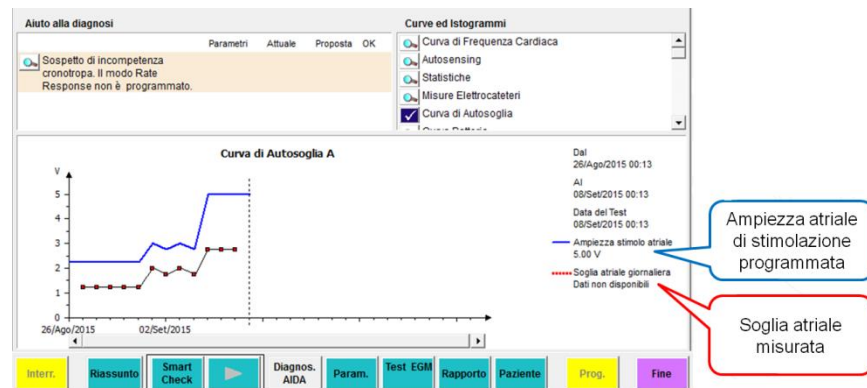 Aiuto alla diagnosi
Parametri Attuale Proposta OK
Sospetto di incompetenza
cronotropa. Il modo Rate
Response non è programmato.
Curve ed Istogrammi
Curva di Frequenza Cardiaca
Autosensing
Statistiche
Misure Elettrocateteri
Curva di Autosoglia
Curva di Autosoglia A
V
5
4
3
2
1
0
26/Ago/2015 02/Set/2015
Dal
26/Ago/2015 00:13
Al
08/Set/2015 00:13
Data del Test
08/Set/2015 00:13
Ampiezza stimolo atriale
5.00 V
Soglia atriale giornaliera
Dati non disponibili
Ampiezza atriale
di stimolazione
programmata
Soglia atriale
misurata
Interr. Riassunto Smart Check Diagnos. AIDA Param. Test EGM Rapporto Paziente Prog. Fine